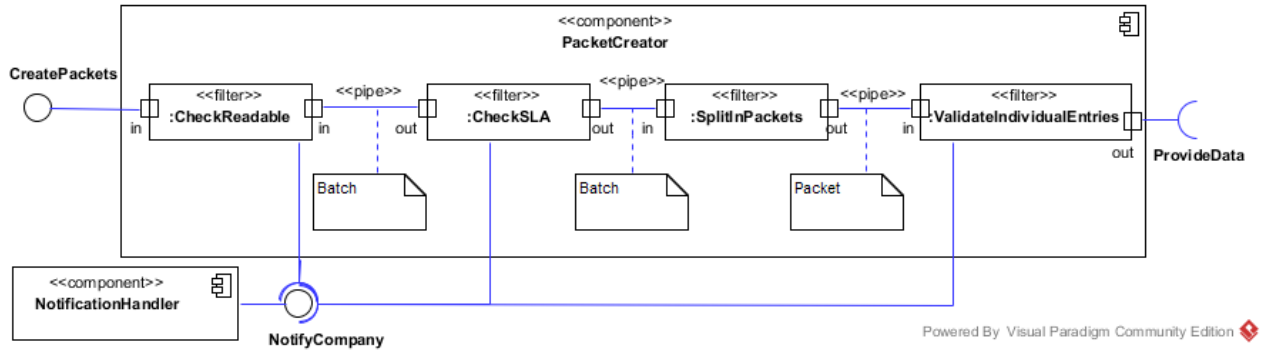 <<component>>
PacketCreator
CreatePackets
<<filter>>
:CheckReadable
in
in
<<pipe>>
out
<<filter>>
:CheckSLA
out
<<pipe>>
in
<<filter>>
:SplitInPackets
out
<<pipe>>
in
<<filter>>
:ValidateIndividualEntries
out
ProvideData
Batch
Batch
Packet
<<component>>
NotificationHandler
NotifyCompany
Powered By Visual Paradigm Community Edition